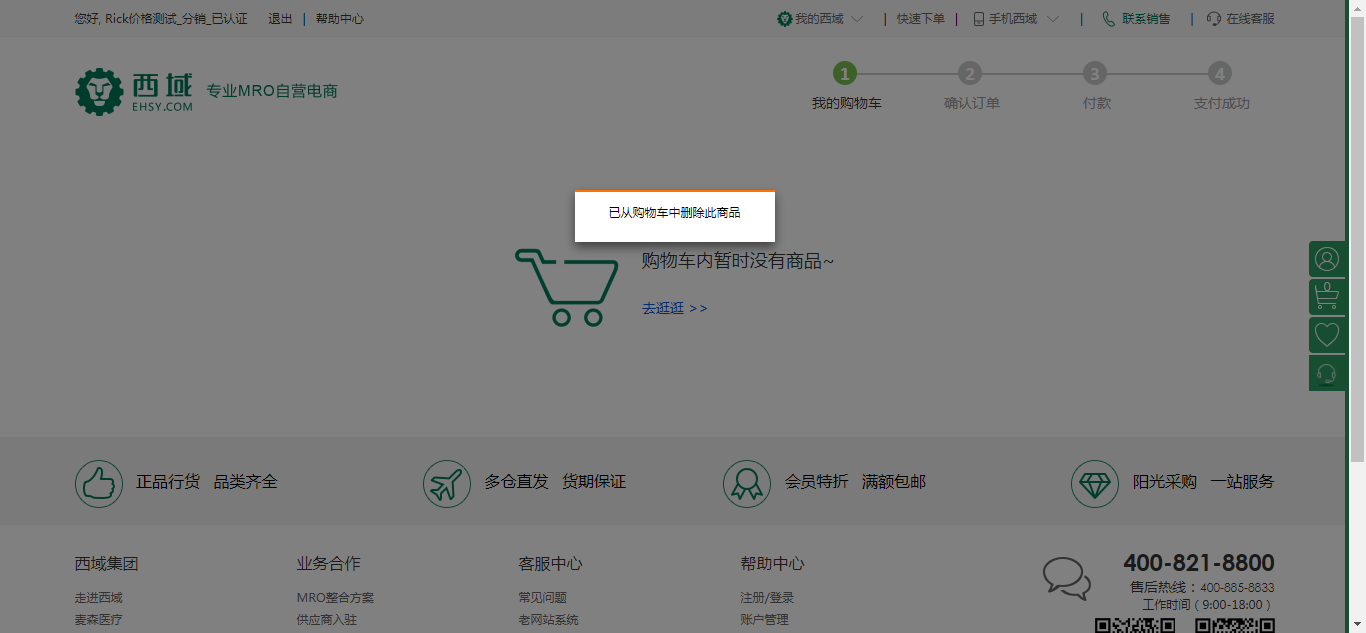 您好, Rick价格测试_分销_已认证 退出 | 帮助中心 我的西域 | 快速下单 | 手机西域 | 联系销售 | 在线客服
西域
EHSY.COM
专业MRO自营电商
1 2 3 4
我的购物车 确认订单 付款 支付成功
已从购物车中删除此商品
购物车内暂时没有商品~
去逛逛 >>
0
正品行货 品类齐全 多仓直发 货期保证 会员特折 满额包邮 阳光采购 一站服务
西域集团 业务合作 客服中心 帮助中心 400-821-8800
售后热线：400-885-8833
走进西域 MRO整合方案 常见问题 注册/登录
工作时间（9:00-18:00）
麦森医疗 供应商入驻 老网站系统 账户管理